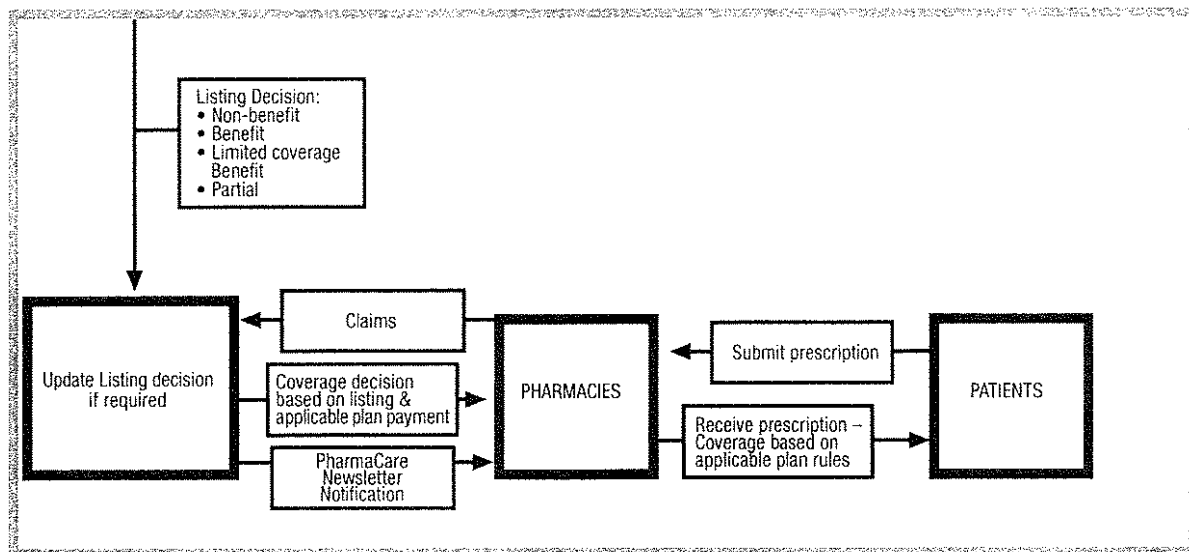 Listing Decision:
• Non-benefit
• Benefit
• Limited coverage
Benefit
• Partial
Claims
Update Listing decision
if required
Coverage decision
based on listing &
applicable plan payment
PharmaCare
Newsletter
Notification
PHARMACIES
Submit prescription
Receive prescription –
Coverage based on
applicable plan rules
PATIENTS